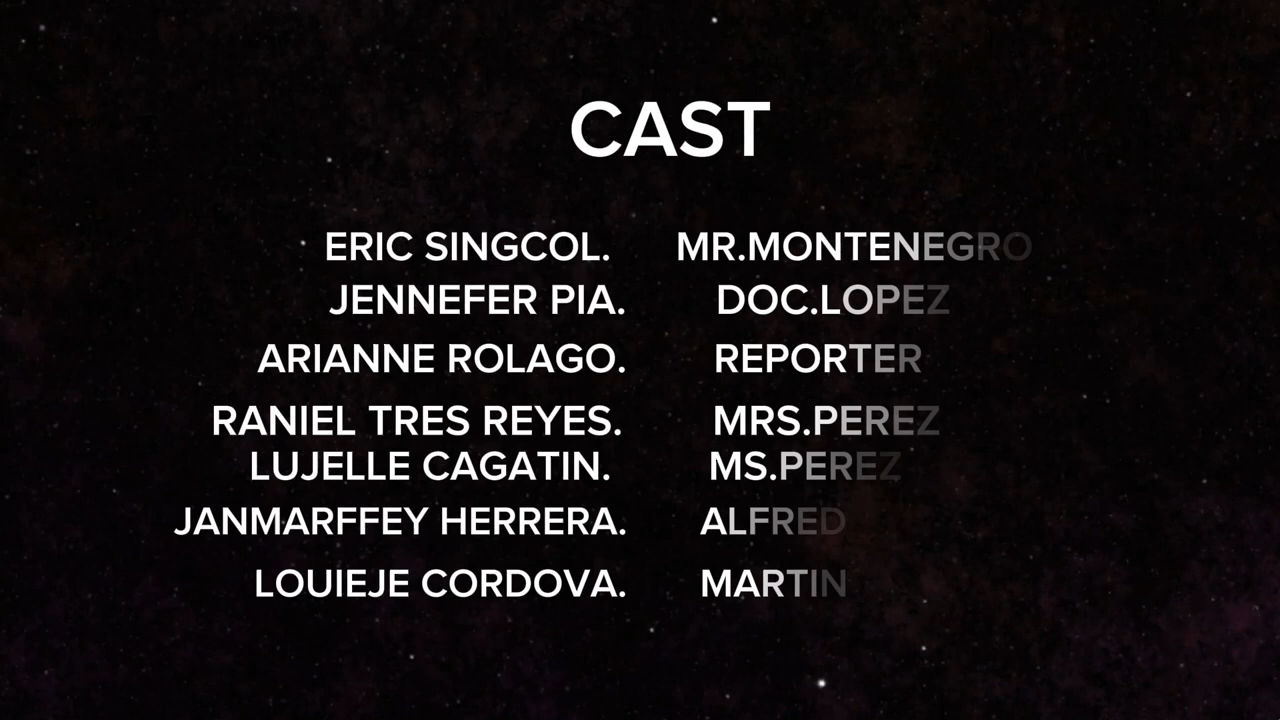 CAST
ERIC SINGCOL. MR.MONTENEGRO
JENNEFER PIA. DOC.LOPEZ
ARIANNE ROLAGO. REPORTER
RANIEL TRES REYES. MRS.PEREZ
LUJELLE CAGATIN. MS.PEREZ
JANMARFFEY HERRERA. ALFRED
LOUIEJE CORDOVA. MARTIN